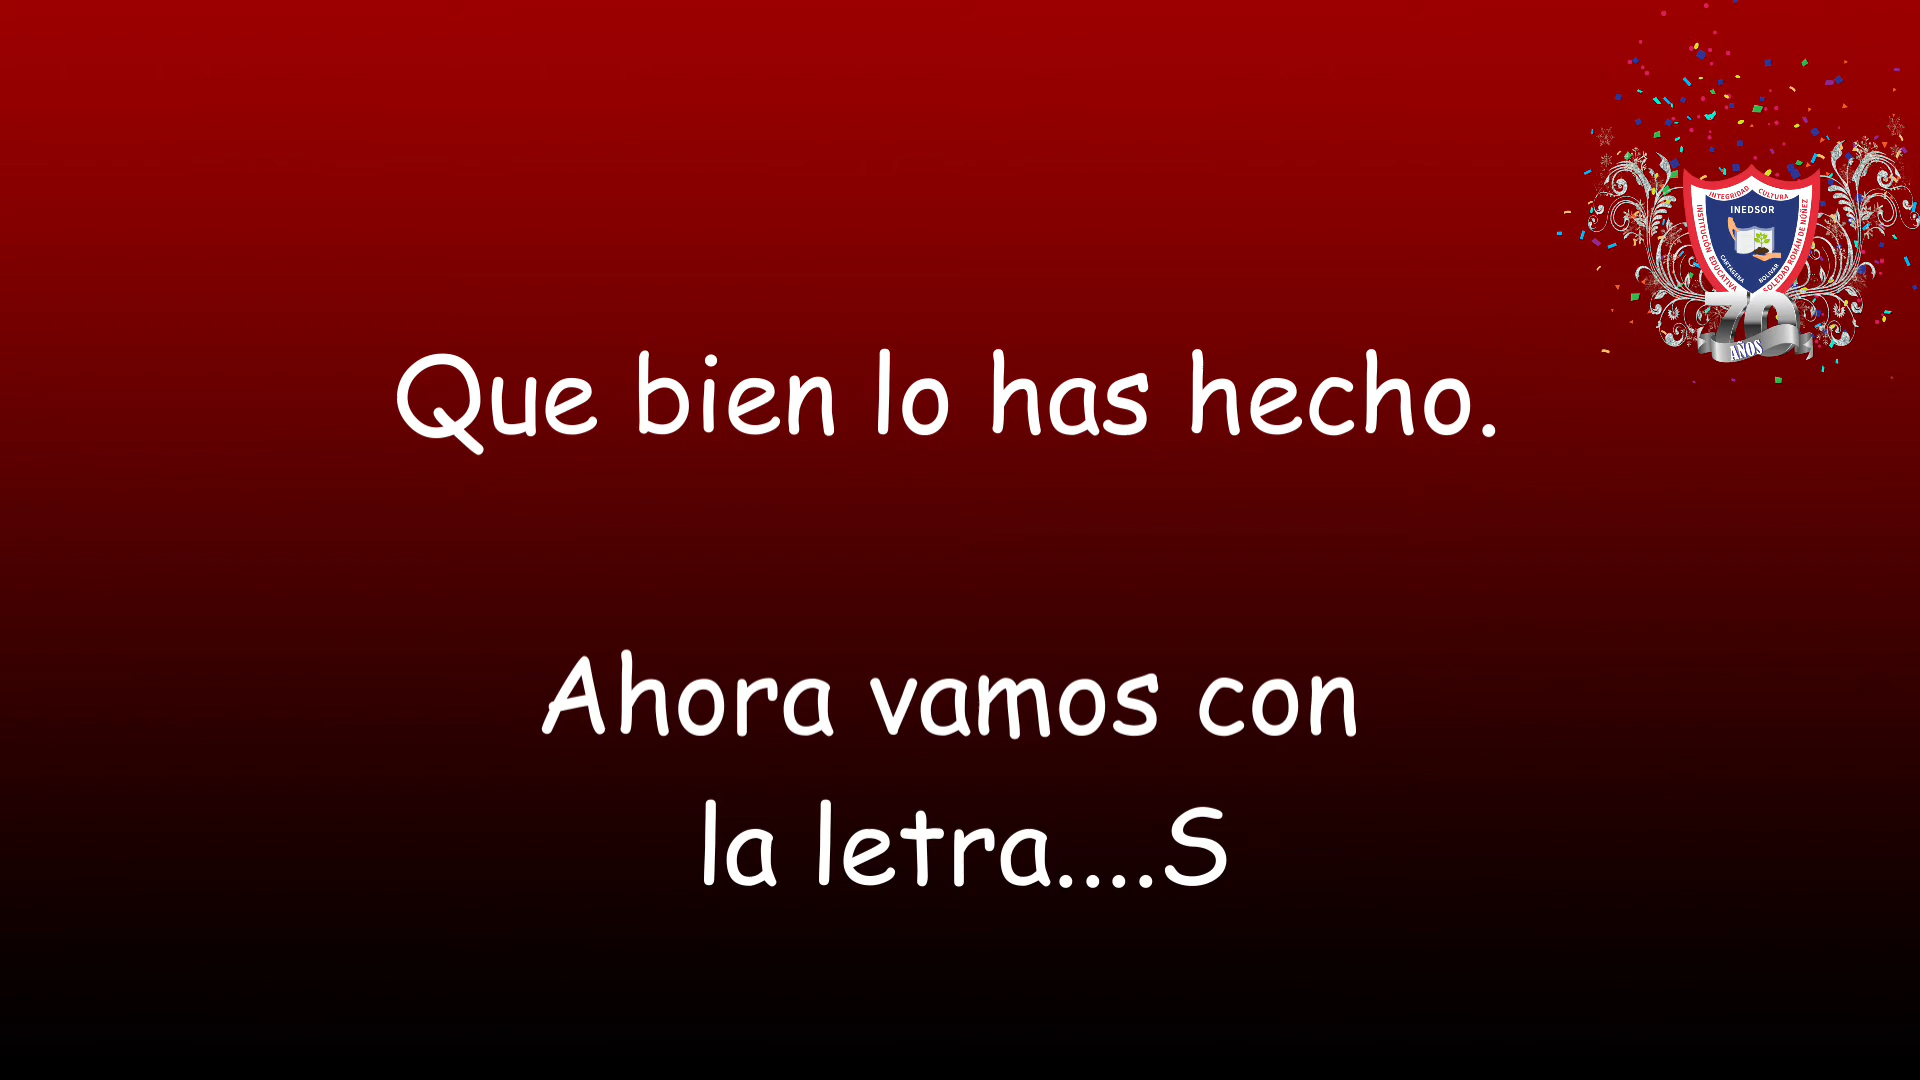 INTEGRIDAD CULTURA
INEDSOR
INSTITUCIÓN EDUCATIVA
SOLEDAD ROMÁN DE NÚÑEZ
CARTAGENA BOLIVAR
70
AÑOS
Que bien lo has hecho.
Ahora vamos con
la letra....S